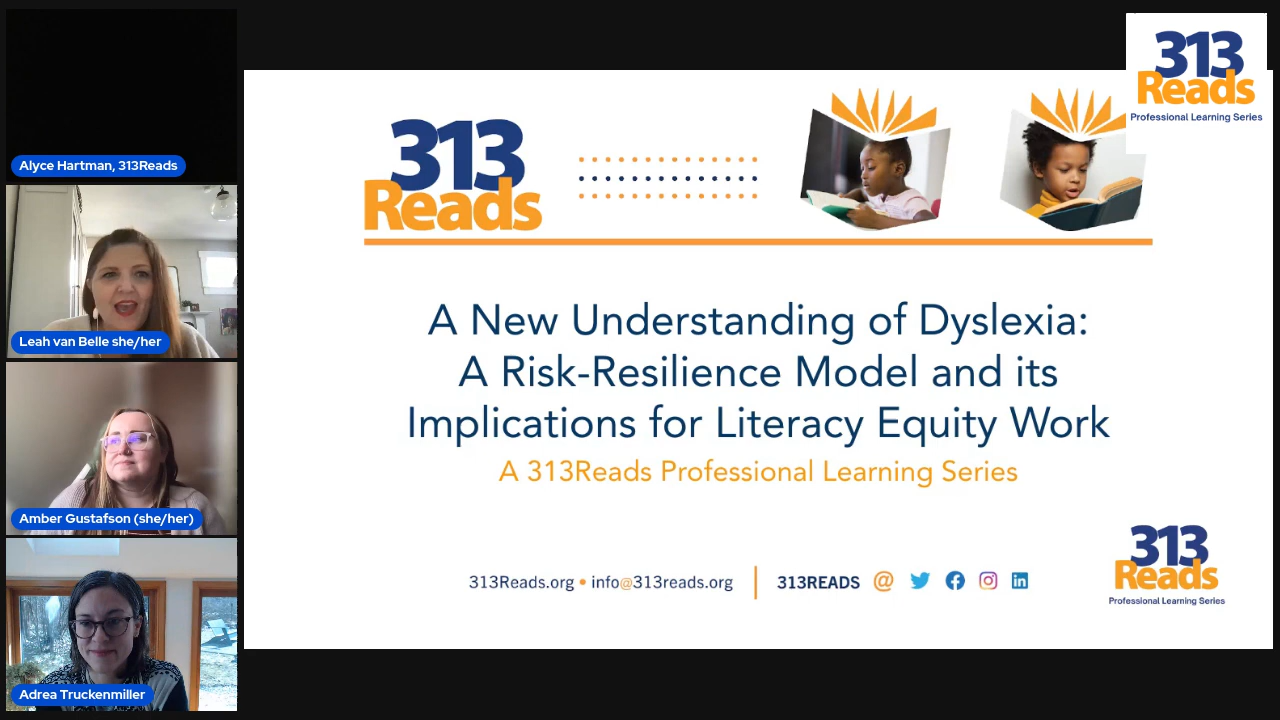 Alyce Hartman, 313Reads
Leah van Belle she/her
Amber Gustafson (she/her)
Adrea Truckenmiller
313
Reads
Professional Learning Series
313
Reads
A New Understanding of Dyslexia:
A Risk-Resilience Model and its
Implications for Literacy Equity Work
A 313Reads Professional Learning Series
313Reads.org • info@313reads.org | 313READS @
313
Reads
Professional Learning Series